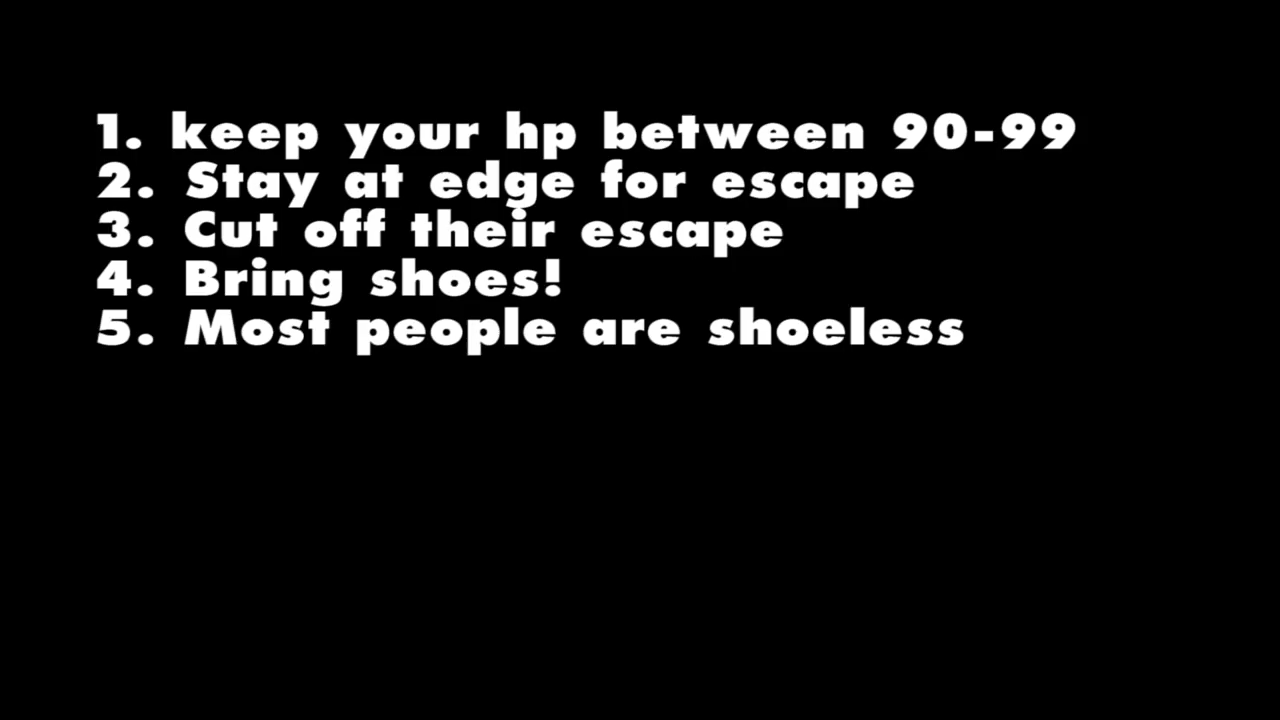 1. keep your hp between 90-99
2. Stay at edge for escape
3. Cut off their escape
4. Bring shoes!
5. Most people are shoeless